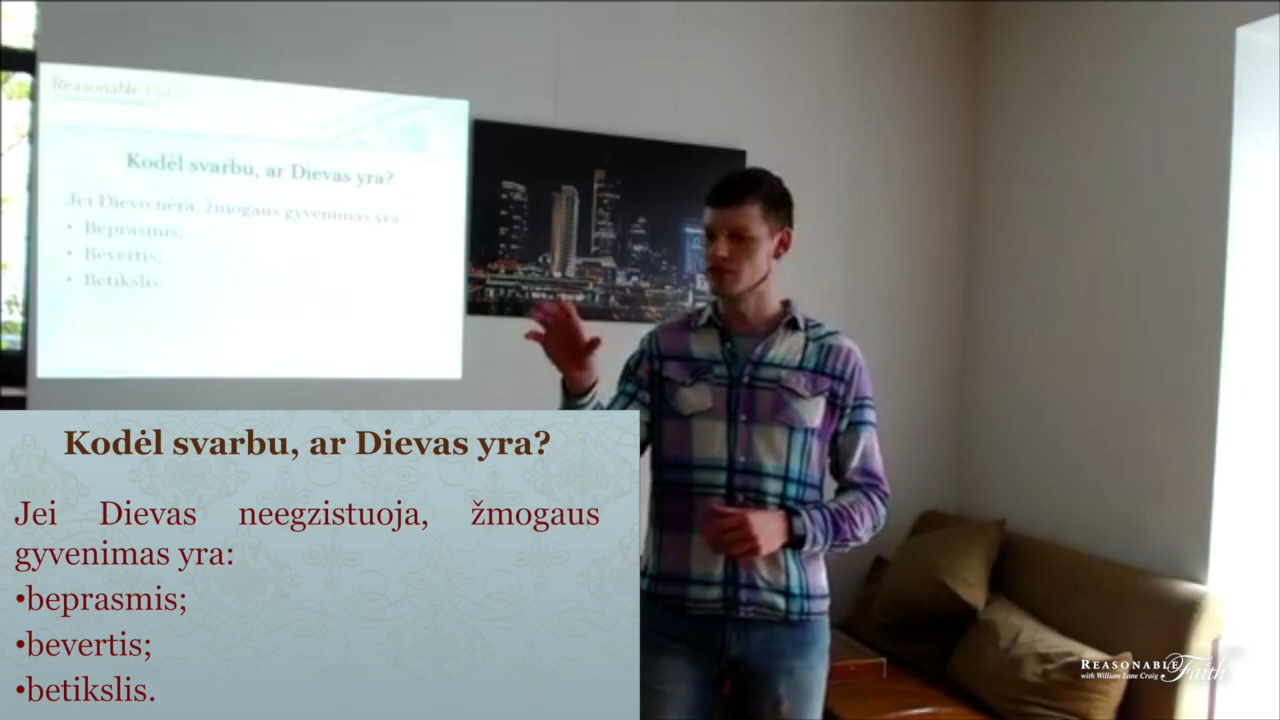 Reasonable
Kodėl svarbu, ar Dievas yra?
Jei Dievo nėra, žmogaus gyvenimas yra
• Beprasmis;
• Bevertis;
• Betikslis.
Kodėl svarbu, ar Dievas yra?
Jei Dievas neegzistuoja, žmogaus
gyvenimas yra:
•beprasmis;
•bevertis;
•betikslis.
REASONABLE Faith
with William Lane Craig